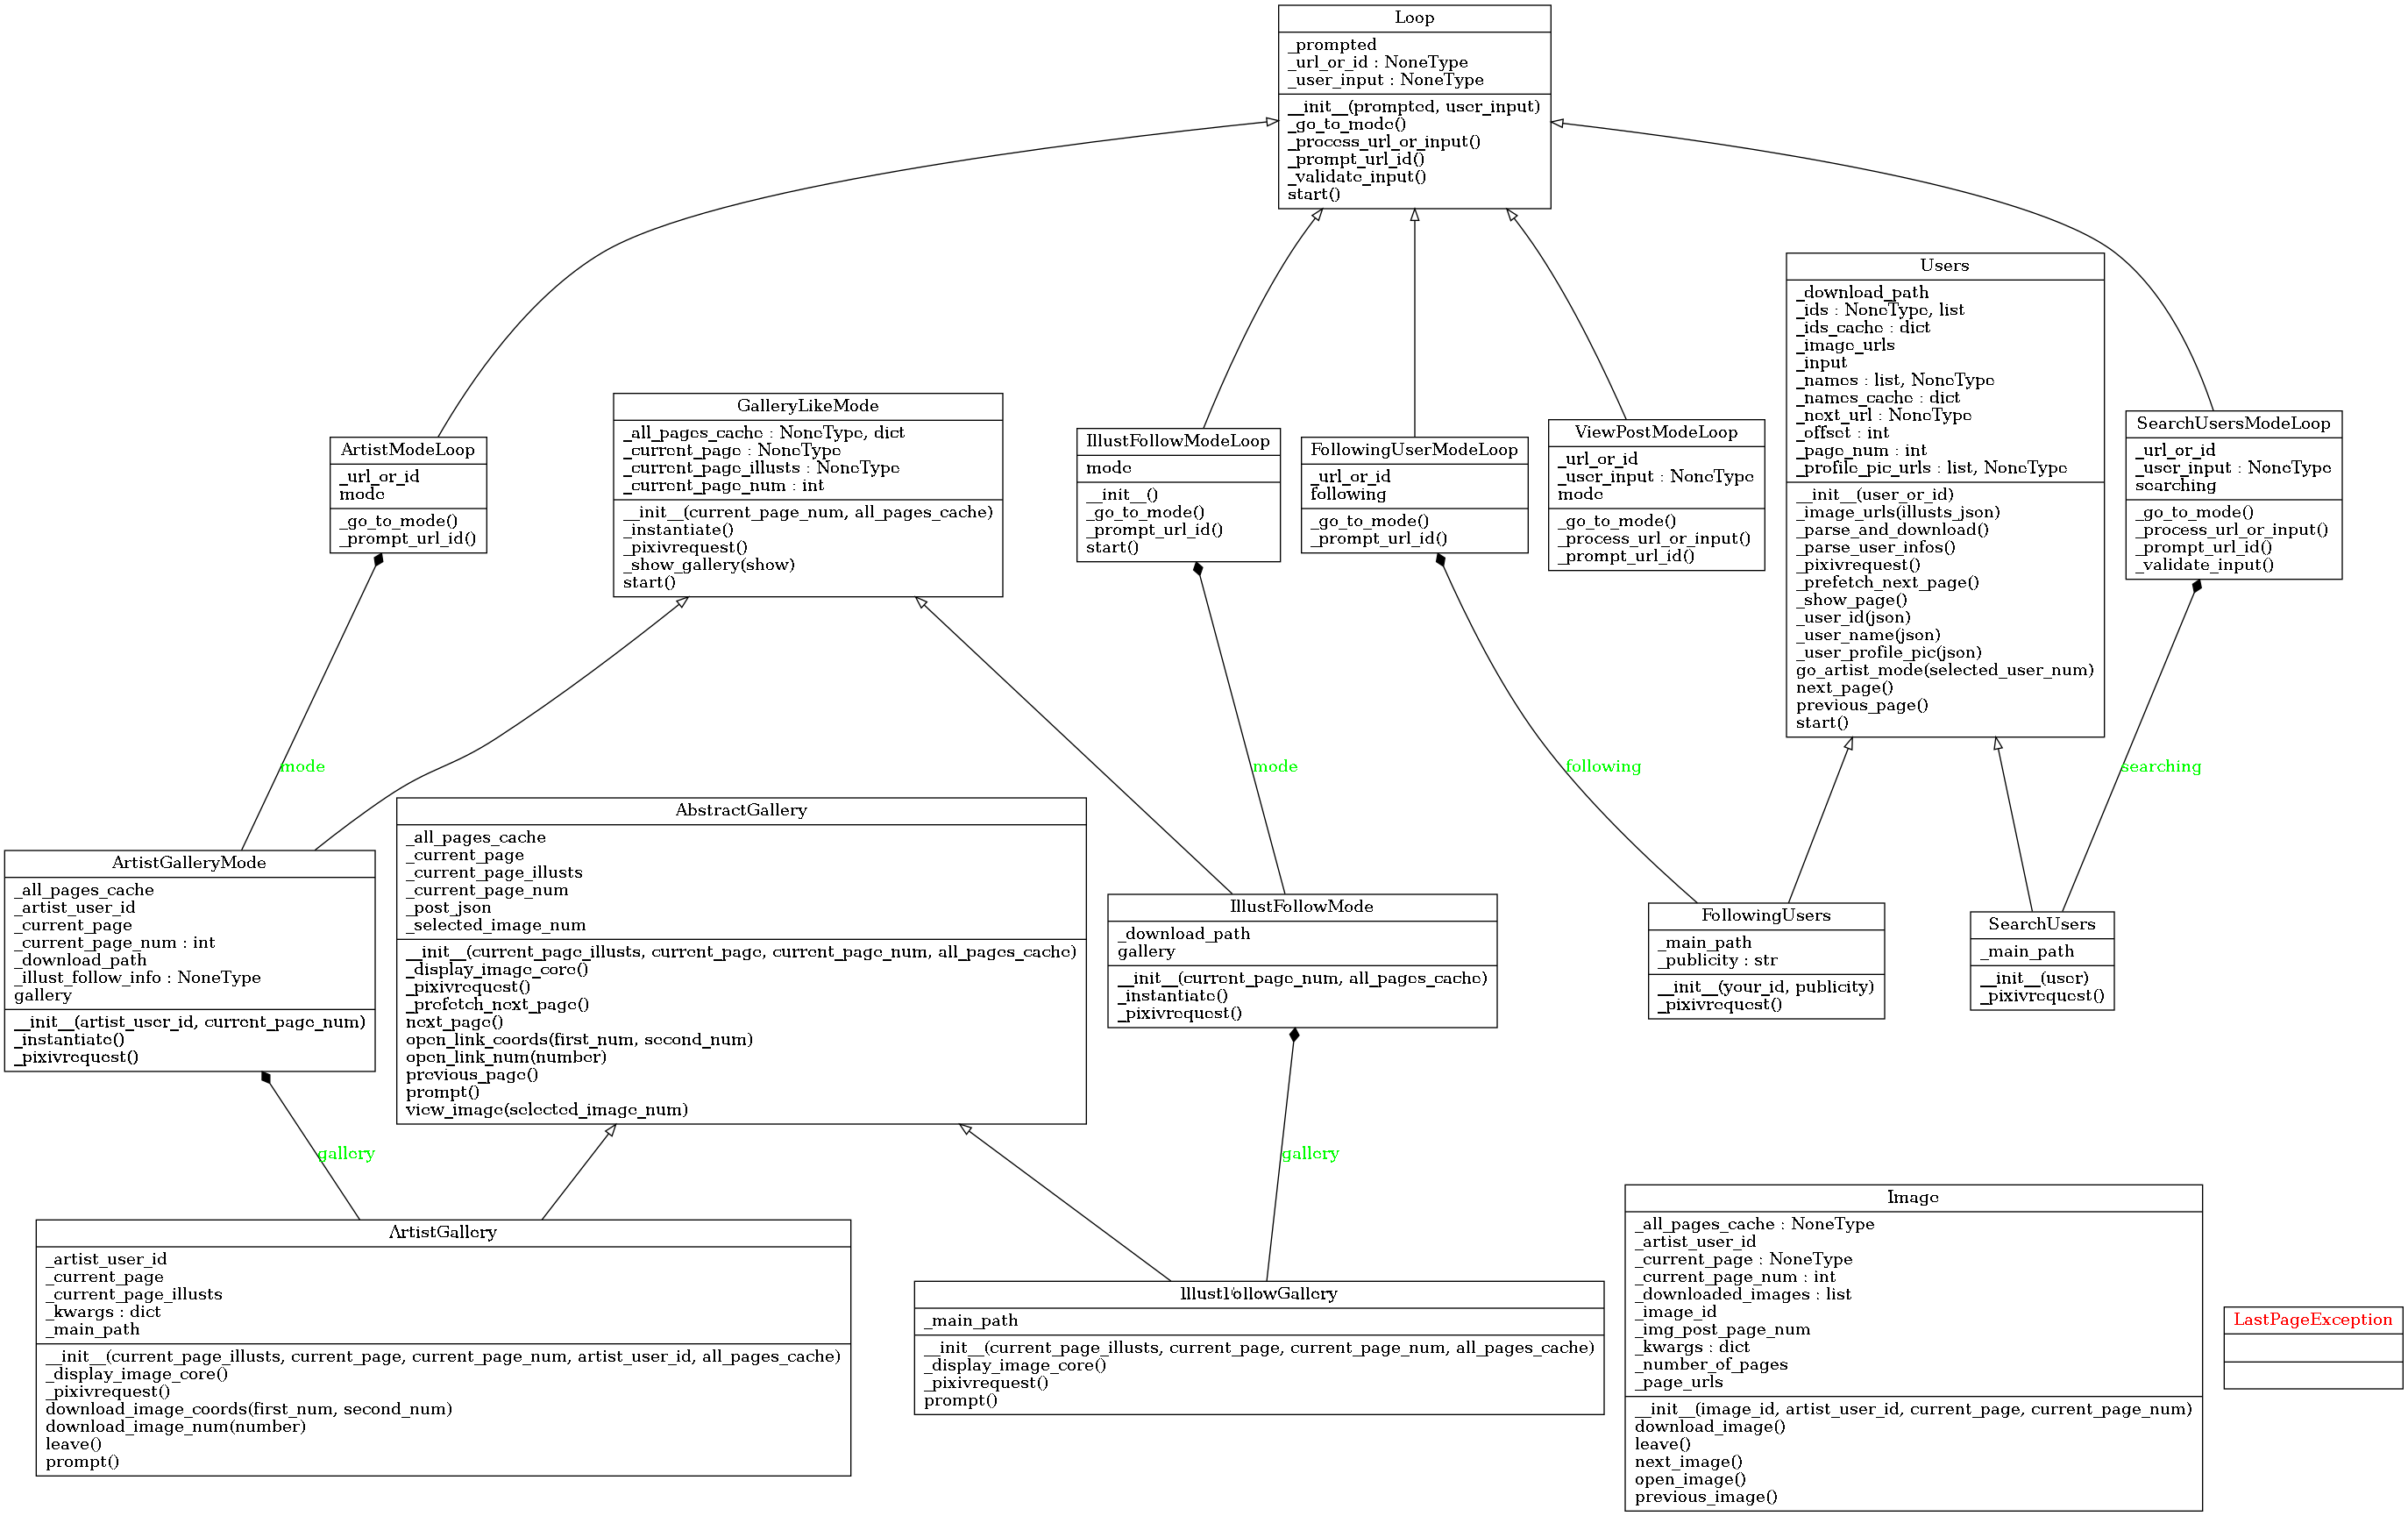 Loop
_prompted
_url_or_id : NoneType
_user_input : NoneType
__init__(prompted, user_input)
_go_to_mode()
_process_url_or_input()
_prompt_url_id()
_validate_input()
start()
Users
_download_path
_ids : NoneType, list
_ids_cache : dict
_image_urls
_input
_names : list, NoneType
_names_cache : dict
_next_url : NoneType
_offset : int
_page_num : int
_profile_pic_urls : list, NoneType
__init__(user_or_id)
_image_urls(illusts_json)
_parse_and_download()
_parse_user_infos()
_pixivrequest()
_prefetch_next_page()
_show_page()
_user_id(json)
_user_name(json)
_user_profile_pic(json)
go_artist_mode(selected_user_num)
next_page()
previous_page()
start()
ArtistModeLoop
_url_or_id
mode
_go_to_mode()
_prompt_url_id()
GalleryLikeMode
_all_pages_cache : NoneType, dict
_current_page : NoneType
_current_page_illusts : NoneType
_current_page_num : int
__init__(current_page_num, all_pages_cache)
_instantiate()
_pixivrequest()
_show_gallery(show)
start()
IllustFollowModeLoop
mode
__init__()
_go_to_mode()
_prompt_url_id()
start()
FollowingUserModeLoop
_url_or_id
following
_go_to_mode()
_prompt_url_id()
ViewPostModeLoop
_url_or_id
_user_input : NoneType
mode
_go_to_mode()
_process_url_or_input()
_prompt_url_id()
SearchUsersModeLoop
_url_or_id
_user_input : NoneType
searching
_go_to_mode()
_process_url_or_input()
_prompt_url_id()
_validate_input()
mode
mode
following
searching
ArtistGalleryMode
_all_pages_cache
_artist_user_id
_current_page
_current_page_num : int
_download_path
_illust_follow_info : NoneType
gallery
__init__(artist_user_id, current_page_num)
_instantiate()
_pixivrequest()
AbstractGallery
_all_pages_cache
_current_page
_current_page_illusts
_current_page_num
_post_json
_selected_image_num
__init__(current_page_illusts, current_page, current_page_num, all_pages_cache)
_display_image_core()
_pixivrequest()
_prefetch_next_page()
next_page()
open_link_coords(first_num, second_num)
open_link_num(number)
previous_page()
prompt()
view_image(selected_image_num)
IllustFollowMode
_download_path
gallery
__init__(current_page_num, all_pages_cache)
_instantiate()
_pixivrequest()
FollowingUsers
_main_path
_publicity : str
__init__(your_id, publicity)
_pixivrequest()
SearchUsers
_main_path
__init__(user)
_pixivrequest()
gallery
gallery
ArtistGallery
_artist_user_id
_current_page
_current_page_illusts
_kwargs : dict
_main_path
__init__(current_page_illusts, current_page, current_page_num, artist_user_id, all_pages_cache)
_display_image_core()
_pixivrequest()
download_image_coords(first_num, second_num)
download_image_num(number)
leave()
prompt()
IllustFollowGallery
_main_path
__init__(current_page_illusts, current_page, current_page_num, all_pages_cache)
_display_image_core()
_pixivrequest()
prompt()
Image
_all_pages_cache : NoneType
_artist_user_id
_current_page : NoneType
_current_page_num : int
_downloaded_images : list
_image_id
_img_post_page_num
_kwargs : dict
_number_of_pages
_page_urls
__init__(image_id, artist_user_id, current_page, current_page_num)
download_image()
leave()
next_image()
open_image()
previous_image()
LastPageException